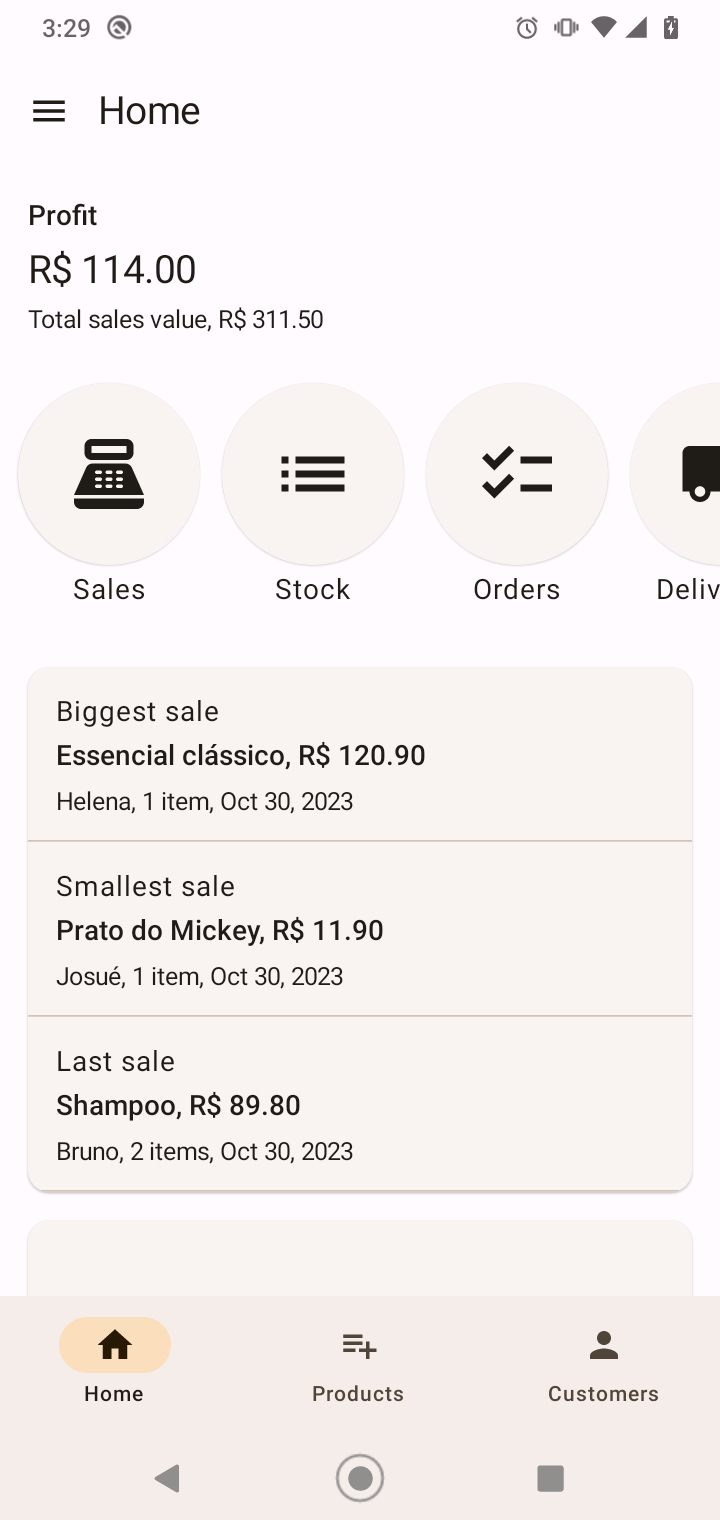 3:29
Home
Profit
R$ 114.00
Total sales value, R$ 311.50
Sales
Stock
Orders
Deliv
Biggest sale
Essencial clássico, R$ 120.90
Helena, 1 item, Oct 30, 2023
Smallest sale
Prato do Mickey, R$ 11.90
Josué, 1 item, Oct 30, 2023
Last sale
Shampoo, R$ 89.80
Bruno, 2 items, Oct 30, 2023
Home
Products
Customers